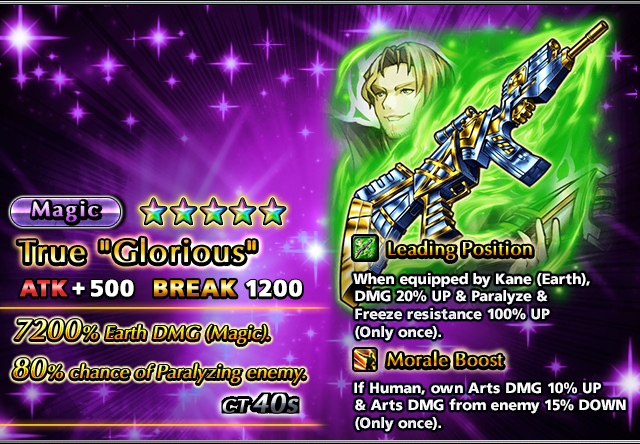 Magic
True "Glorious"
ATK +500 BREAK 1200
7200% Earth DMG (Magic).
80% chance of Paralyzing enemy.
CT 40s
Leading Position
When equipped by Kane (Earth),
DMG 20% UP & Paralyze &
Freeze resistance 100% UP
(Only once).
Morale Boost
If Human, own Arts DMG 10% UP
& Arts DMG from enemy 15% DOWN
(Only once).